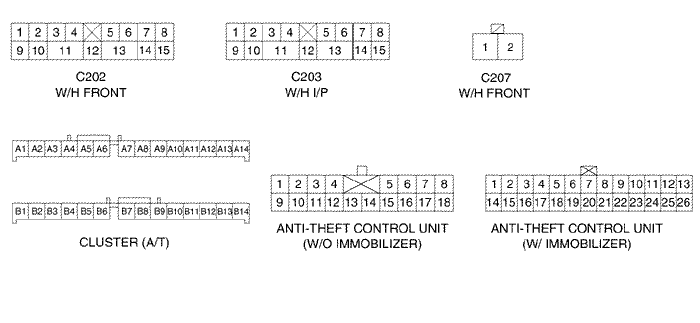 1 2 3 4 5 6 7 8
9 10 11 12 13 14 15
C202
W/H FRONT
1 2 3 4 5 6 7 8
9 10 11 12 13 14 15
C203
W/H I/P
1 2
C207
W/H FRONT
A1 A2 A3 A4 A5 A6 A7 A8 A9 A10 A11 A12 A13 A14
B1 B2 B3 B4 B5 B6 B7 B8 B9 B10 B11 B12 B13 B14
CLUSTER (A/T)
1 2 3 4 5 6 7 8
9 10 11 12 13 14 15 16 17 18
ANTI-THEFT CONTROL UNIT
(W/O IMMOBILIZER)
1 2 3 4 5 6 7 8 9 10 11 12 13
14 15 16 17 18 19 20 21 22 23 24 25 26
ANTI-THEFT CONTROL UNIT
(W/ IMMOBILIZER)